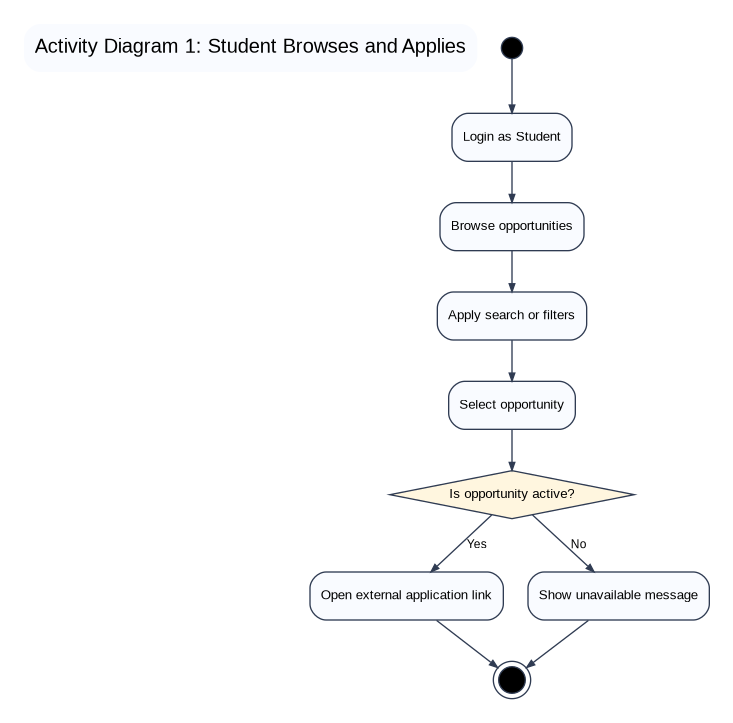 Activity Diagram 1: Student Browses and Applies
Login as Student
Browse opportunities
Apply search or filters
Select opportunity
Is opportunity active?
Yes
No
Open external application link
Show unavailable message